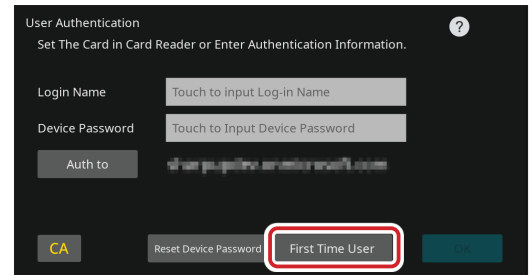 User Authentication
?
Set The Card in Card Reader or Enter Authentication Information.
Login Name
Touch to input Log-in Name
Device Password
Touch to Input Device Password
Auth to
CA
Reset Device Password
First Time User
OK